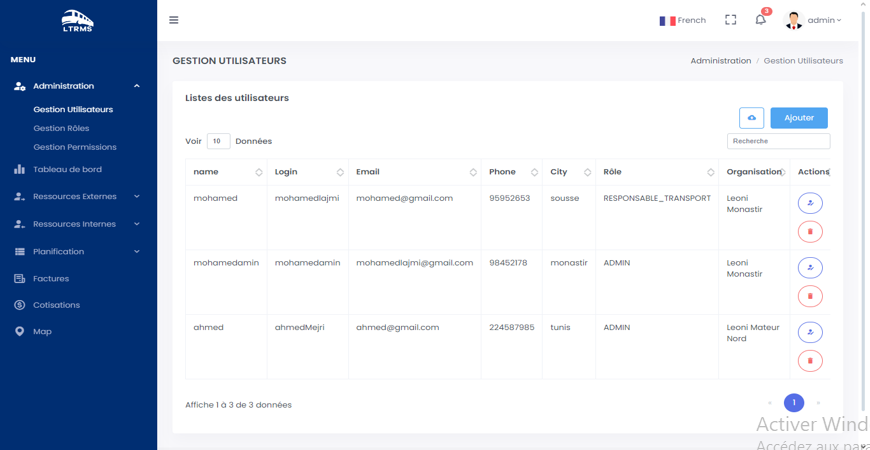 LTRMS
French
3
admin
MENU
Administration
Gestion Utilisateurs
Gestion Rôles
Gestion Permissions
Tableau de bord
Ressources Externes
Ressources Internes
Planification
Factures
Cotisations
Map
GESTION UTILISATEURS
Administration / Gestion Utilisateurs
Listes des utilisateurs
Ajouter
Voir 10 Données
Recherche
name Login Email Phone City Rôle Organisation Actions
mohamed mohamedlajmi mohamed@gmail.com 95952653 sousse RESPONSABLE_TRANSPORT Leoni
Monastir
mohamedamin mohamedamin mohamedlajmi@gmail.com 98452178 monastir ADMIN Leoni
Monastir
ahmed ahmedMejri ahmed@gmail.com 224587985 tunis ADMIN Leoni Mateur
Nord
Affiche 1 à 3 de 3 données
« 1 »
Activer Wind
Accédez aux para